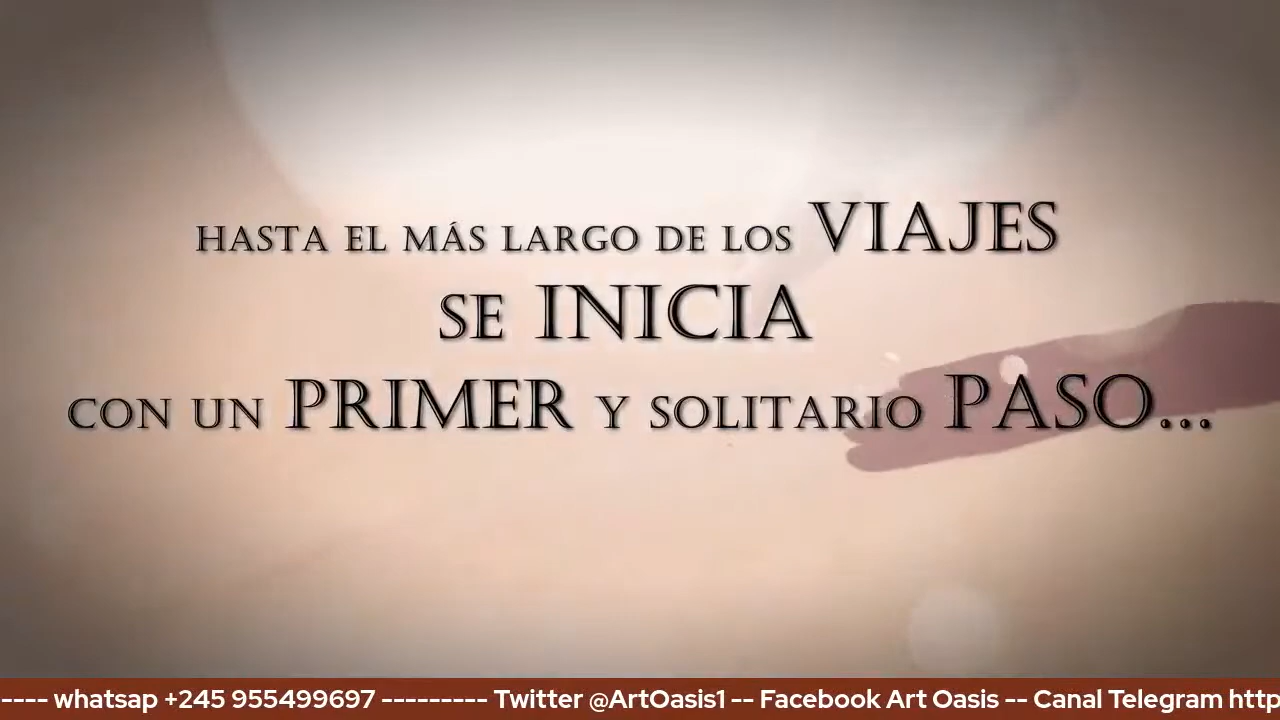 HASTA EL MÁS LARGO DE LOS VIAJES
SE INICIA
CON UN PRIMER Y SOLITARIO PASO...
---- whatsap +245 955499697 --------- Twitter @ArtOasis1 -- Facebook Art Oasis -- Canal Telegram http